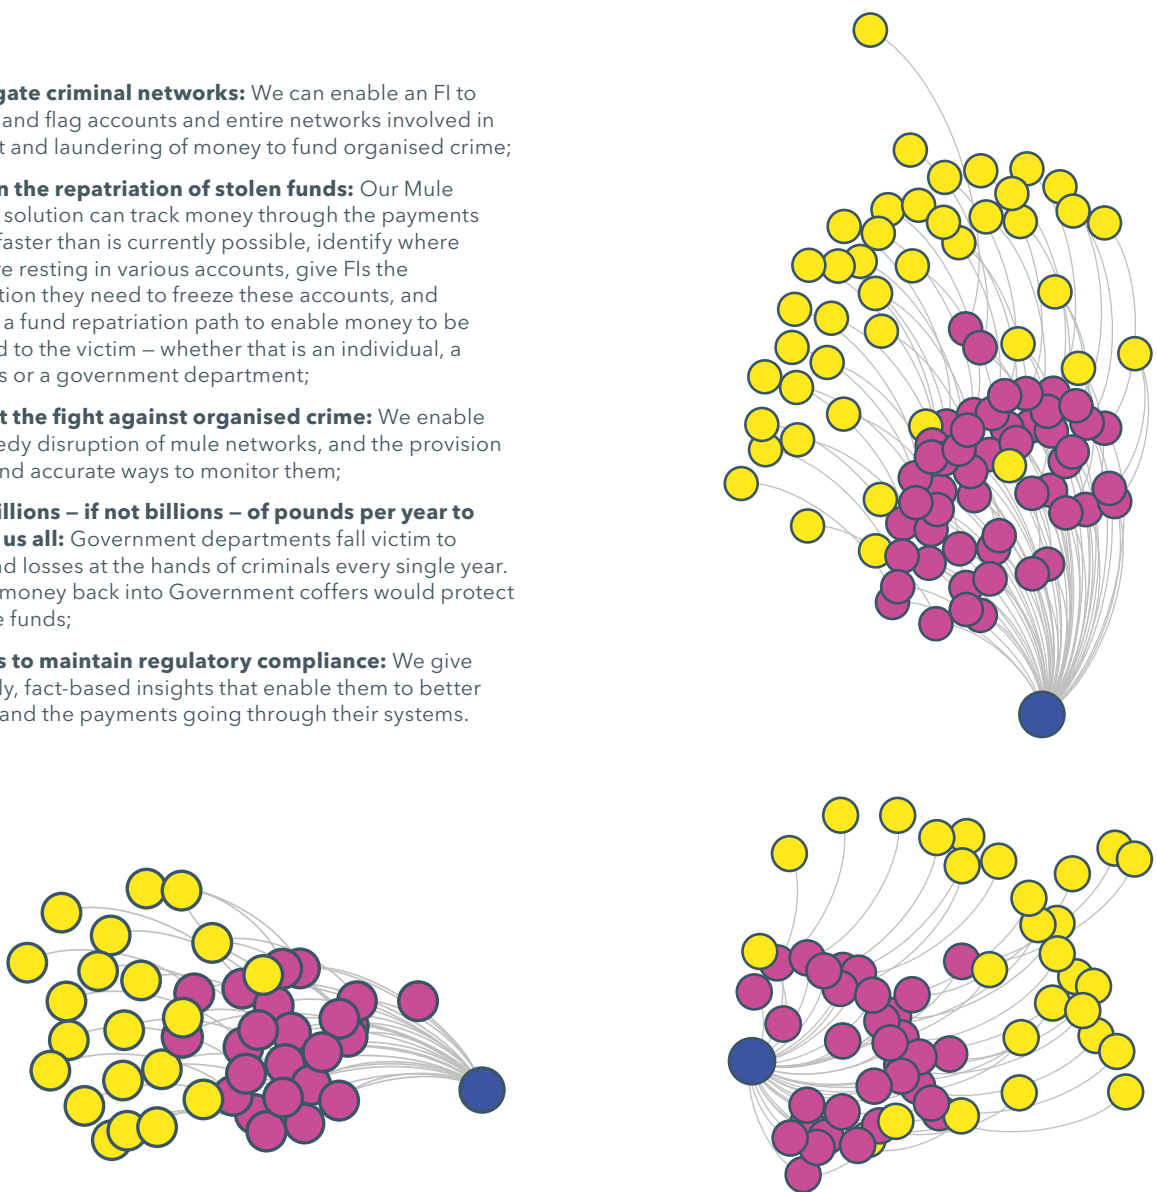 gate criminal networks: We can enable an FI to
and flag accounts and entire networks involved in
t and laundering of money to fund organised crime;
n the repatriation of stolen funds: Our Mule
solution can track money through the payments
faster than is currently possible, identify where
e resting in various accounts, give FIs the
tion they need to freeze these accounts, and
a fund repatriation path to enable money to be
d to the victim – whether that is an individual, a
s or a government department;
t the fight against organised crime: We enable
edy disruption of mule networks, and the provision
nd accurate ways to monitor them;
illions – if not billions – of pounds per year to
us all: Government departments fall victim to
d losses at the hands of criminals every single year.
money back into Government coffers would protect
e funds;
s to maintain regulatory compliance: We give
ly, fact-based insights that enable them to better
and the payments going through their systems.